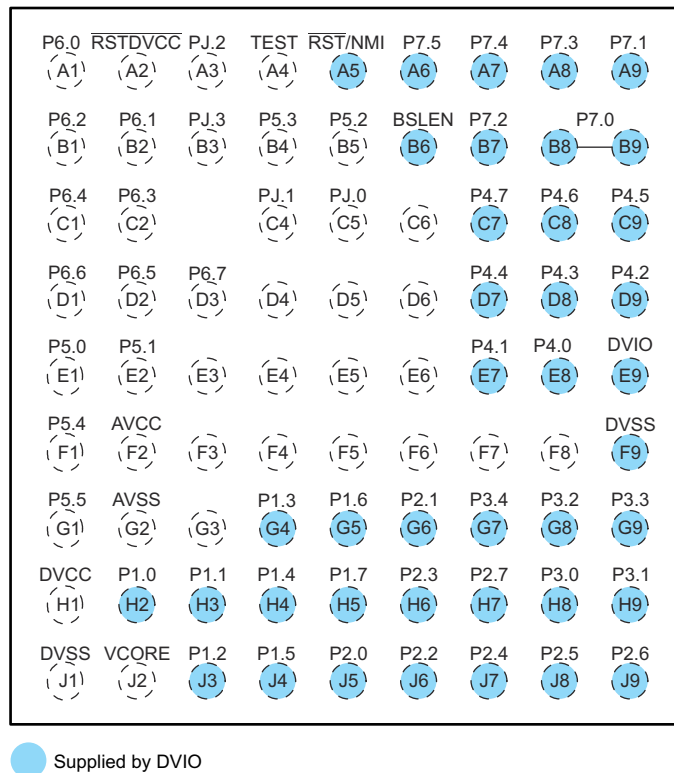 P6.0 RSTDVCC PJ.2 TEST RST/NMI P7.5 P7.4 P7.3 P7.1
A1 A2 A3 A4 A5 A6 A7 A8 A9
P6.2 P6.1 PJ.3 P5.3 P5.2 BSLEN P7.2 P7.0
B1 B2 B3 B4 B5 B6 B7 B8 B9
P6.4 P6.3 PJ.1 PJ.0 P4.7 P4.6 P4.5
C1 C2 C4 C5 C6 C7 C8 C9
P6.6 P6.5 P6.7 P4.4 P4.3 P4.2
D1 D2 D3 D4 D5 D6 D7 D8 D9
P5.0 P5.1 P4.1 P4.0 DVIO
E1 E2 E3 E4 E5 E6 E7 E8 E9
P5.4 AVCC DVSS
F1 F2 F3 F4 F5 F6 F7 F8 F9
P5.5 AVSS P1.3 P1.6 P2.1 P3.4 P3.2 P3.3
G1 G2 G3 G4 G5 G6 G7 G8 G9
DVCC P1.0 P1.1 P1.4 P1.7 P2.3 P2.7 P3.0 P3.1
H1 H2 H3 H4 H5 H6 H7 H8 H9
DVSS VCORE P1.2 P1.5 P2.0 P2.2 P2.4 P2.5 P2.6
J1 J2 J3 J4 J5 J6 J7 J8 J9
Supplied by DVIO